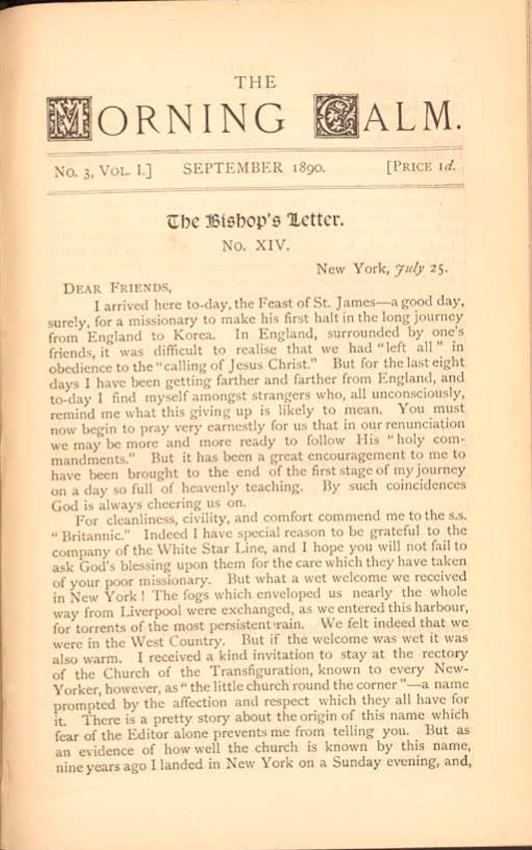 THE
MORNING CALM.
No. 3, VOL. I.] SEPTEMBER 1890. [PRICE 1d.
The Bishop's Letter.
No. XIV.
New York, July 25.
DEAR FRIENDS,
I arrived here to-day, the Feast of St. James—a good day,
surely, for a missionary to make his first halt in the long journey
from England to Korea. In England, surrounded by one's
friends, it was difficult to realise that we had "left all" in
obedience to the "calling of Jesus Christ." But for the last eight
days I have been getting farther and farther from England, and
to-day I find myself amongst strangers who, all unconsciously,
remind me what this giving up is likely to mean. You must
now begin to pray very earnestly for us that in our renunciation
we may be more and more ready to follow His "holy com-
mandments." But it has been a great encouragement to me to
have been brought to the end of the first stage of my journey
on a day so full of heavenly teaching. By such coincidences
God is always cheering us on.
For cleanliness, civility, and comfort commend me to the s.s.
"Britannic." Indeed I have special reason to be grateful to the
company of the White Star Line, and I hope you will not fail to
ask God's blessing upon them for the care which they have taken
of your poor missionary. But what a wet welcome we received
in New York! The fogs which enveloped us nearly the whole
way from Liverpool were exchanged, as we entered this harbour,
for torrents of the most persistent rain. We felt indeed that we
were in the West Country. But if the welcome was wet it was
also warm. I received a kind invitation to stay at the rectory
of the Church of the Transfiguration, known to every New-
Yorker, however, as "the little church round the corner"—a name
prompted by the affection and respect which they all have for
it. There is a pretty story about the origin of this name which
fear of the Editor alone prevents me from telling you. But as
an evidence of how well the church is known by this name,
nine years ago I landed in New York on a Sunday evening, and,